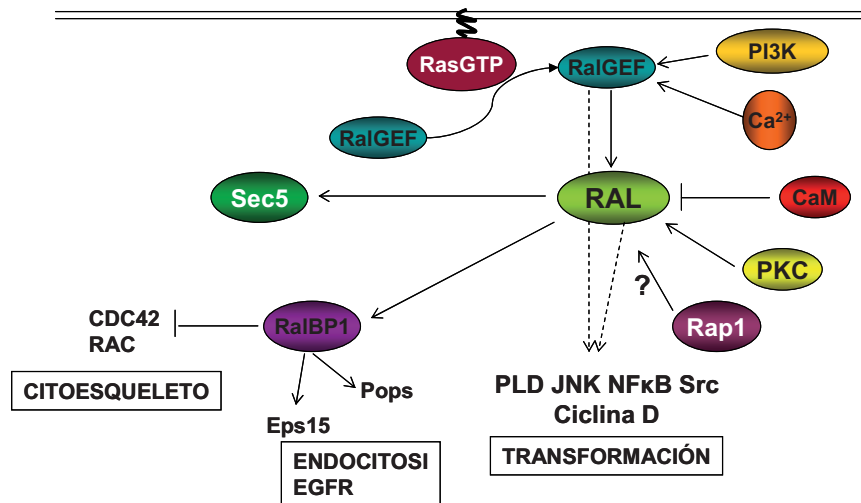 RasGTP
RalGEF
PI3K
Ca²⁺
RalGEF
Sec5
RAL
CaM
PKC
?
Rap1
CDC42
RAC
RalBP1
CITOESQUELETO
Pops
Eps15
ENDOCITOSI
EGFR
PLD JNK NFκB Src
Ciclina D
TRANSFORMACIÓN